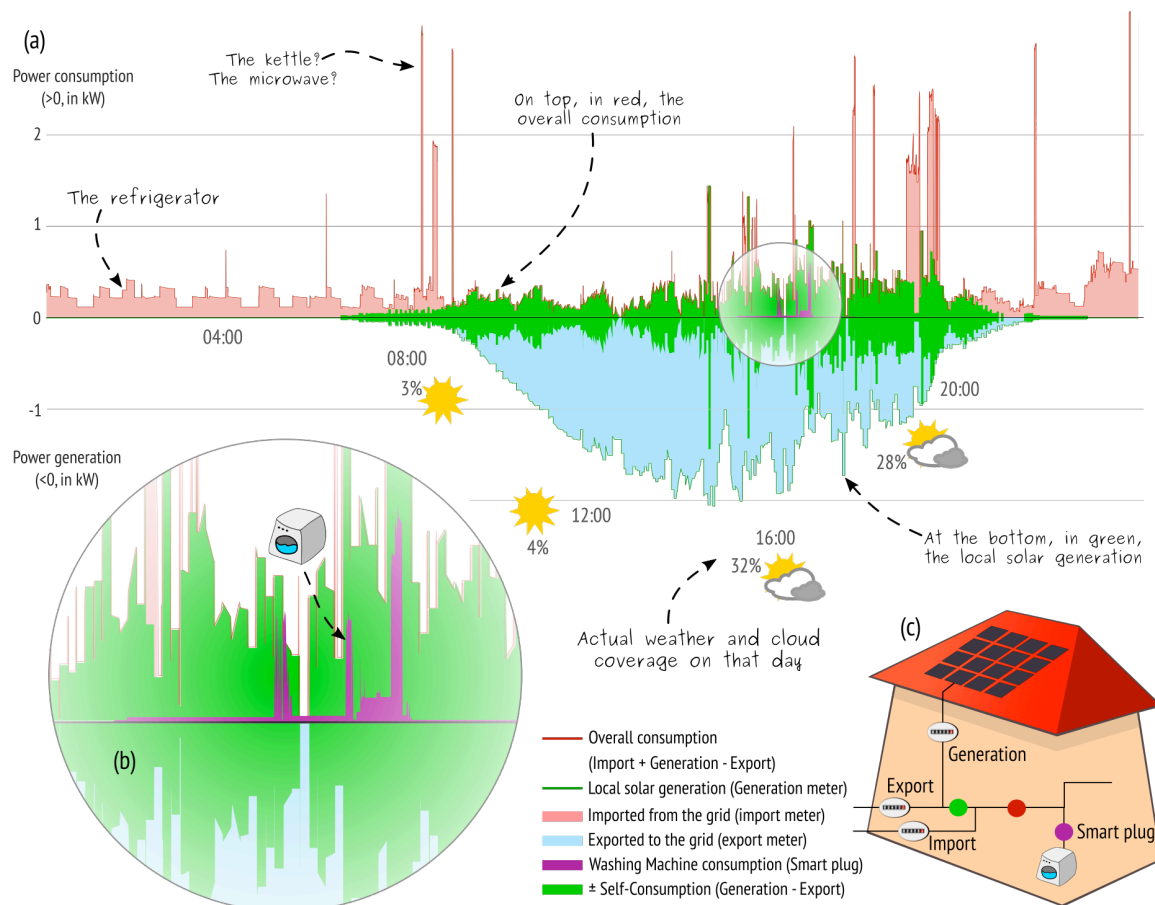 (a)
Power consumption
(>0, in kW)
The kettle?
The microwave?
On top, in red, the
overall consumption
The refrigerator
2
1
0
-1
04:00
08:00
3%
12:00
4%
16:00
32%
20:00
28%
Power generation
(<0, in kW)
At the bottom, in green,
the local solar generation
Actual weather and cloud
coverage on that day
(b)
Overall consumption
(Import + Generation - Export)
Local solar generation (Generation meter)
Imported from the grid (import meter)
Exported to the grid (export meter)
Washing Machine consumption (Smart plug)
± Self-Consumption (Generation - Export)
(c)
Generation
Export
Import
Smart plug